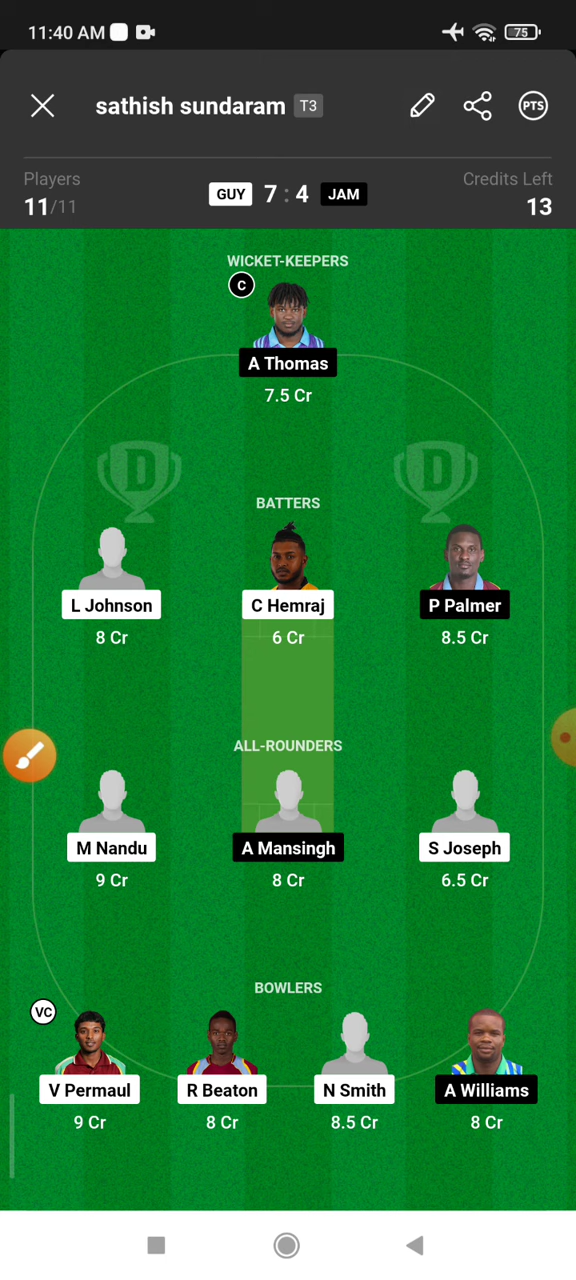 11:40 AM 75
sathish sundaram T3
PTS
Players
11/11
GUY 7 : 4 JAM
Credits Left
13
WICKET-KEEPERS
C
A Thomas
7.5 Cr
D D
BATTERS
L Johnson C Hemraj P Palmer
8 Cr 6 Cr 8.5 Cr
ALL-ROUNDERS
M Nandu A Mansingh S Joseph
9 Cr 8 Cr 6.5 Cr
BOWLERS
VC
V Permaul R Beaton N Smith A Williams
9 Cr 8 Cr 8.5 Cr 8 Cr